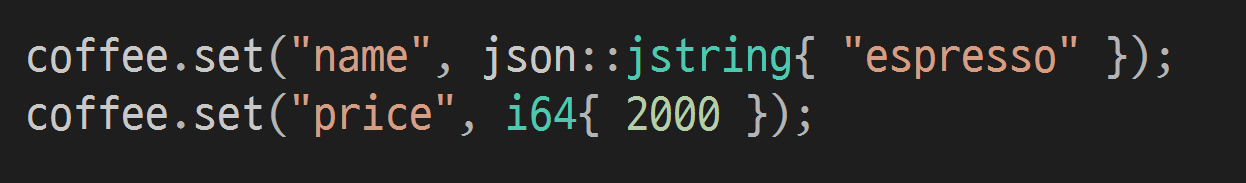 coffee.set("name", json::jstring{ "espresso" });
coffee.set("price", i64{ 2000 });